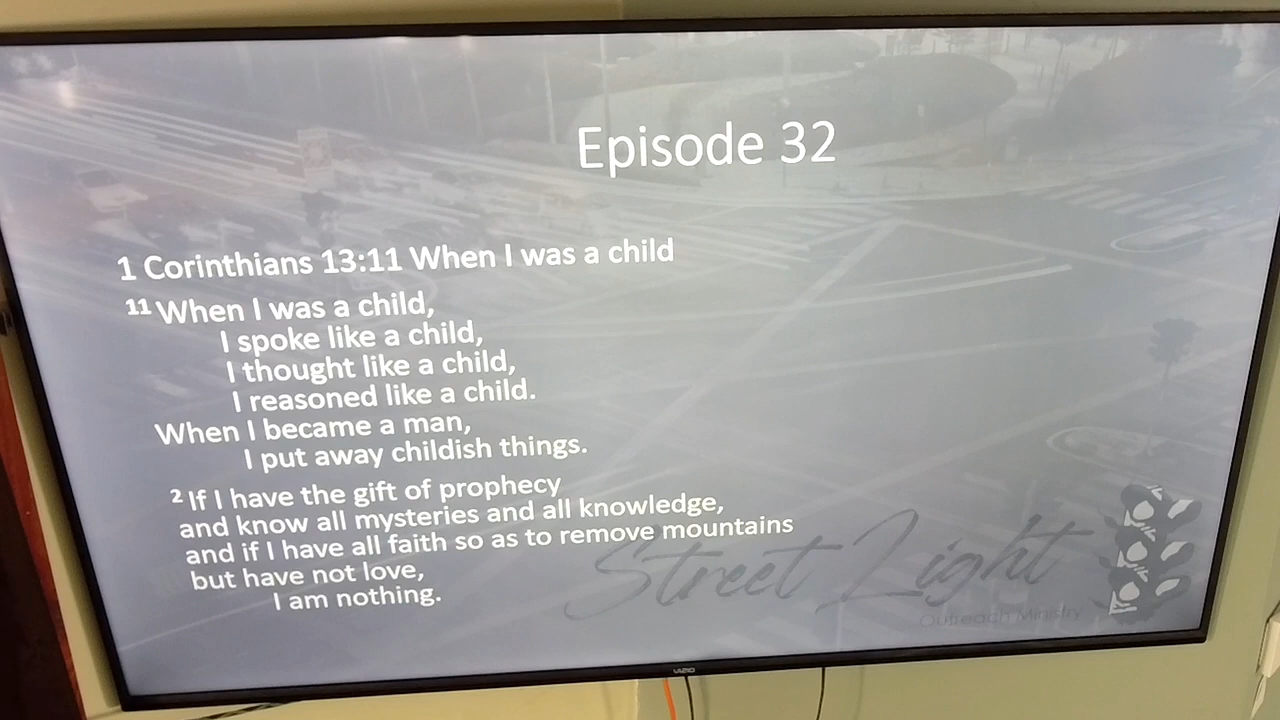 Episode 32
1 Corinthians 13:11 When I was a child
11 When I was a child,
I spoke like a child,
I thought like a child,
I reasoned like a child.
When I became a man,
I put away childish things.
2 If I have the gift of prophecy
and know all mysteries and all knowledge,
and if I have all faith so as to remove mountains
but have not love,
I am nothing.
Street Light
Outreach Ministry
VIZIO